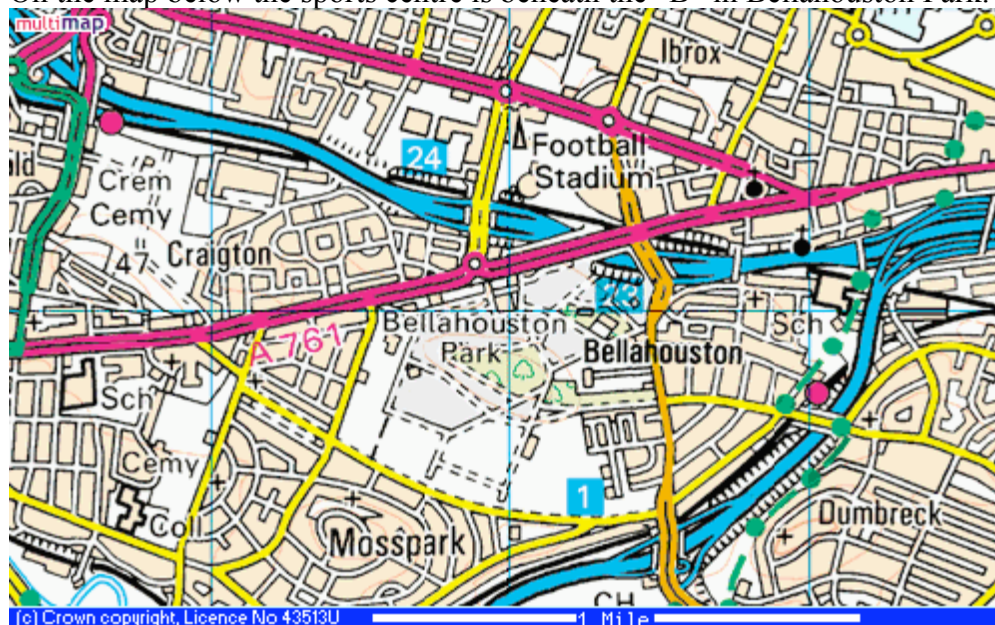 On the map below the sports centre is beneath the "B" in Bellahouston Park.
multimap
Ibrox
24
Football
Stadium
ald
Crem
Cemy
47
Craigton
23
Bellahouston
Park
Sch
A 761
Bellahouston
Sch
Cemy
1
Coll
Mosspark
Dumbreck
CH
(c) Crown copyright, Licence No 43513U
1 Mile